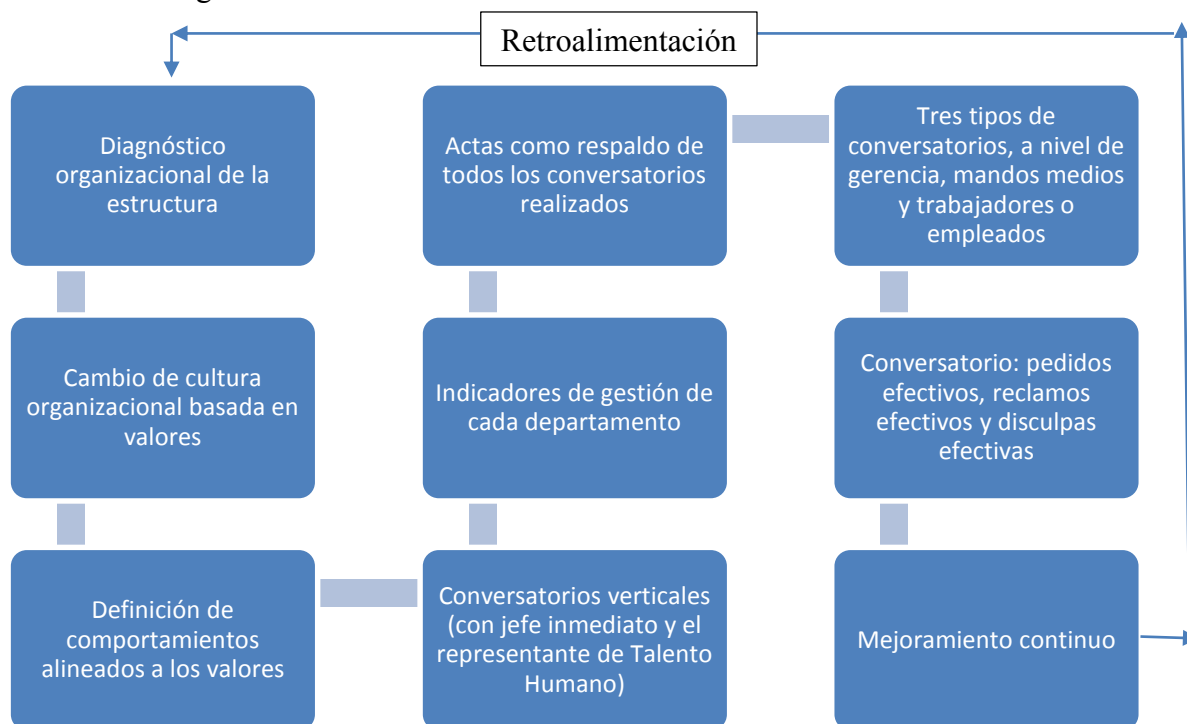 Retroalimentación
Diagnóstico
organizacional de la
estructura
Cambio de cultura
organizacional basada en
valores
Definición de
comportamientos
alineados a los valores
Conversatorios verticales
(con jefe inmediato y el
representante de Talento
Humano)
Indicadores de gestión de
cada departamento
Actas como respaldo de
todos los conversatorios
realizados
Tres tipos de
conversatorios, a nivel de
gerencia, mandos medios
y trabajadores o
empleados
Conversatorio: pedidos
efectivos, reclamos
efectivos y disculpas
efectivas
Mejoramiento continuo